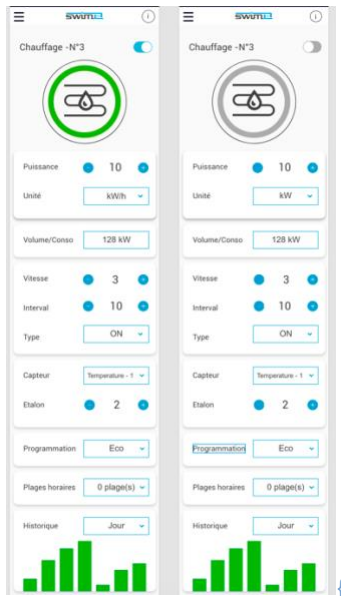 SWIMO
Chauffage -N°3
Puissance 10
Unité kW/h
Volume/Conso 128 kW
Vitesse 3
Interval 10
Type ON
Capteur Temperature - 1
Etalon 2
Programmation Eco
Plages horaires 0 plage(s)
Historique Jour
Chauffage -N°3
Puissance 10
Unité kW
Volume/Conso 128 kW
Vitesse 3
Interval 10
Type ON
Capteur Temperature - 1
Etalon 2
Programmation Eco
Plages horaires 0 plage(s)
Historique Jour